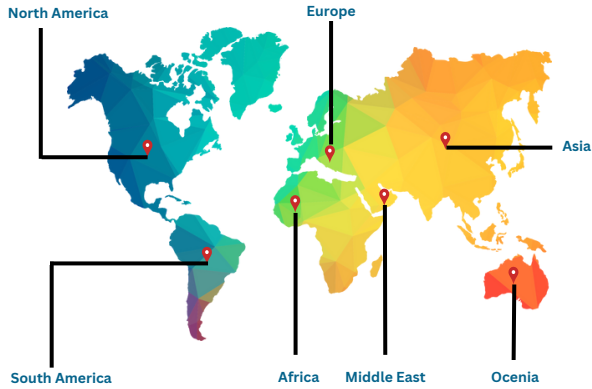 North America
Europe
Asia
South America
Africa
Middle East
Ocenia